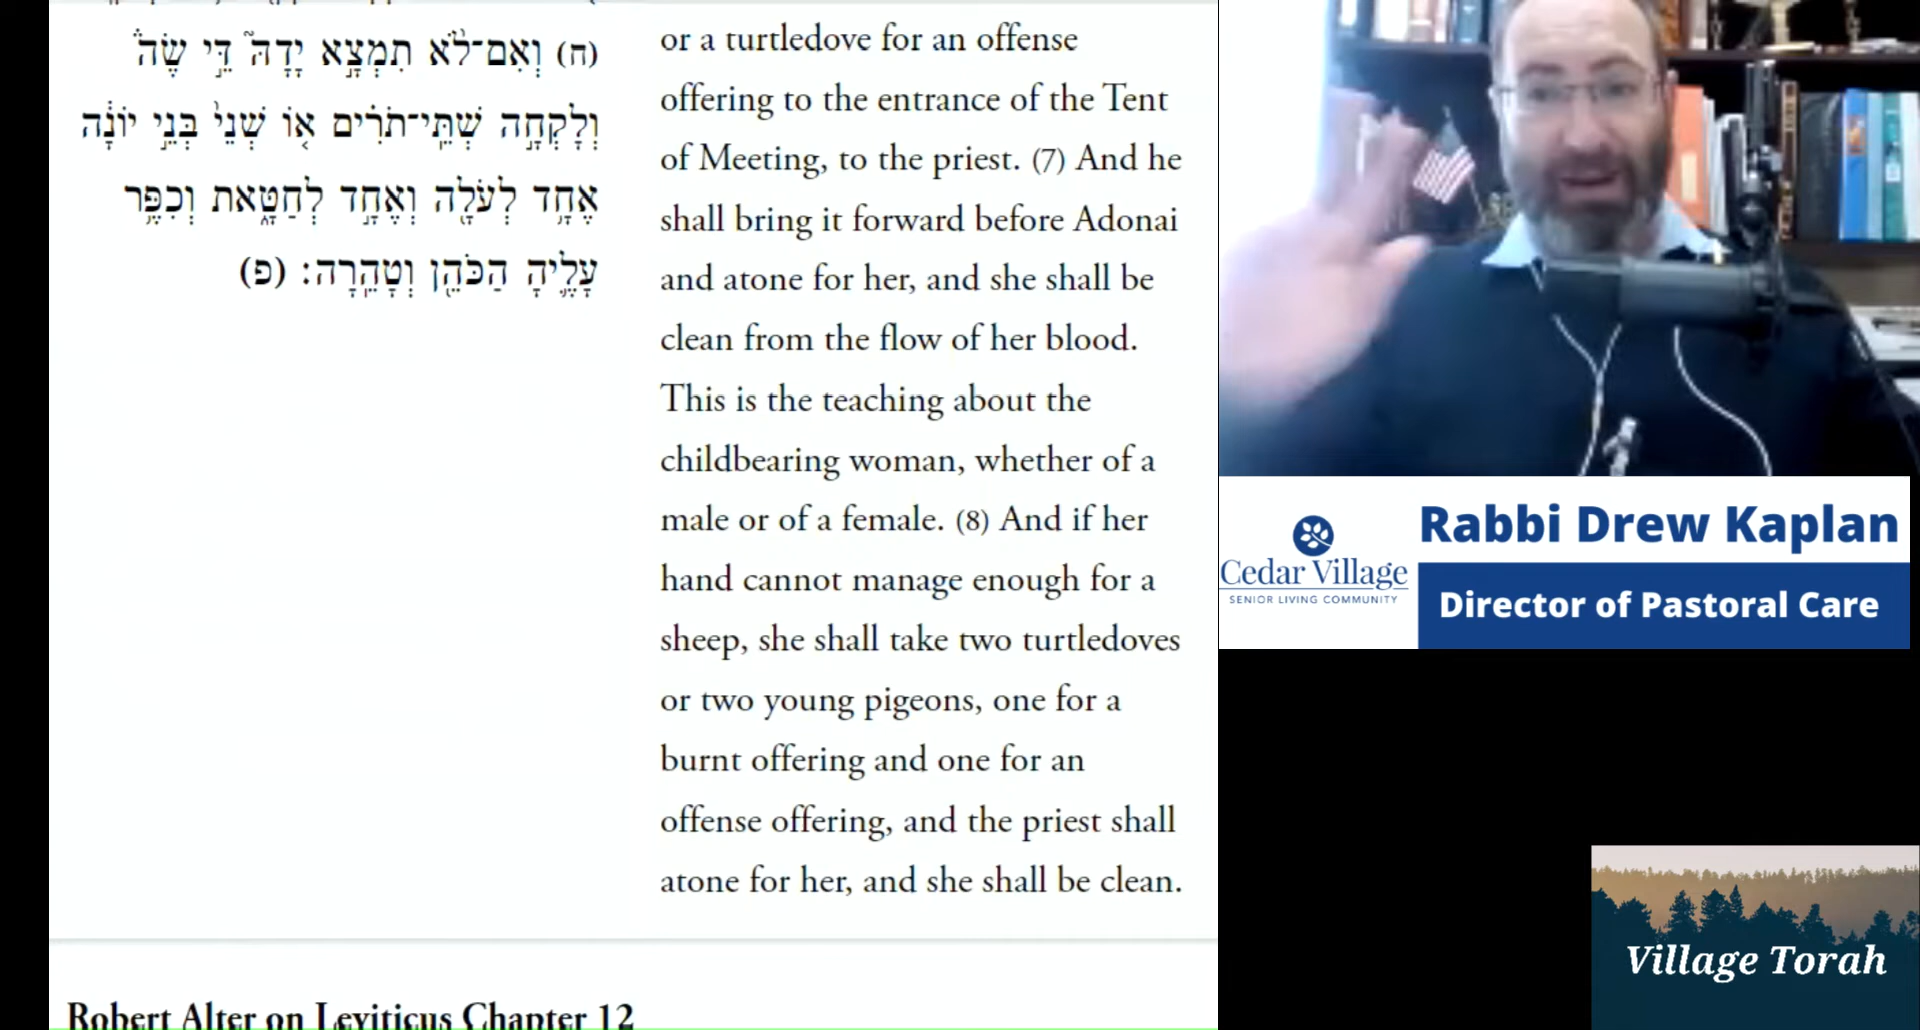 (ח) וְאִם־לֹ֨א תִמְצָ֣א יָדָהּ֮ דֵּ֣י שֶׂה֒
וְלָקְחָ֣ה שְׁתֵּֽי־תֹרִ֗ים א֤וֹ שְׁנֵי֙ בְּנֵ֣י יוֹנָ֔ה
אֶחָ֥ד לְעֹלָ֖ה וְאֶחָ֣ד לְחַטָּ֑את וְכִפֶּ֥ר
עָלֶ֛יהָ הַכֹּהֵ֖ן וְטָהֵֽרָה׃ (פ)
or a turtledove for an offense
offering to the entrance of the Tent
of Meeting, to the priest. (7) And he
shall bring it forward before Adonai
and atone for her, and she shall be
clean from the flow of her blood.
This is the teaching about the
childbearing woman, whether of a
male or of a female. (8) And if her
hand cannot manage enough for a
sheep, she shall take two turtledoves
or two young pigeons, one for a
burnt offering and one for an
offense offering, and the priest shall
atone for her, and she shall be clean.
Robert Alter on Leviticus Chapter 12
Rabbi Drew Kaplan
Cedar Village
SENIOR LIVING COMMUNITY
Director of Pastoral Care
Village Torah